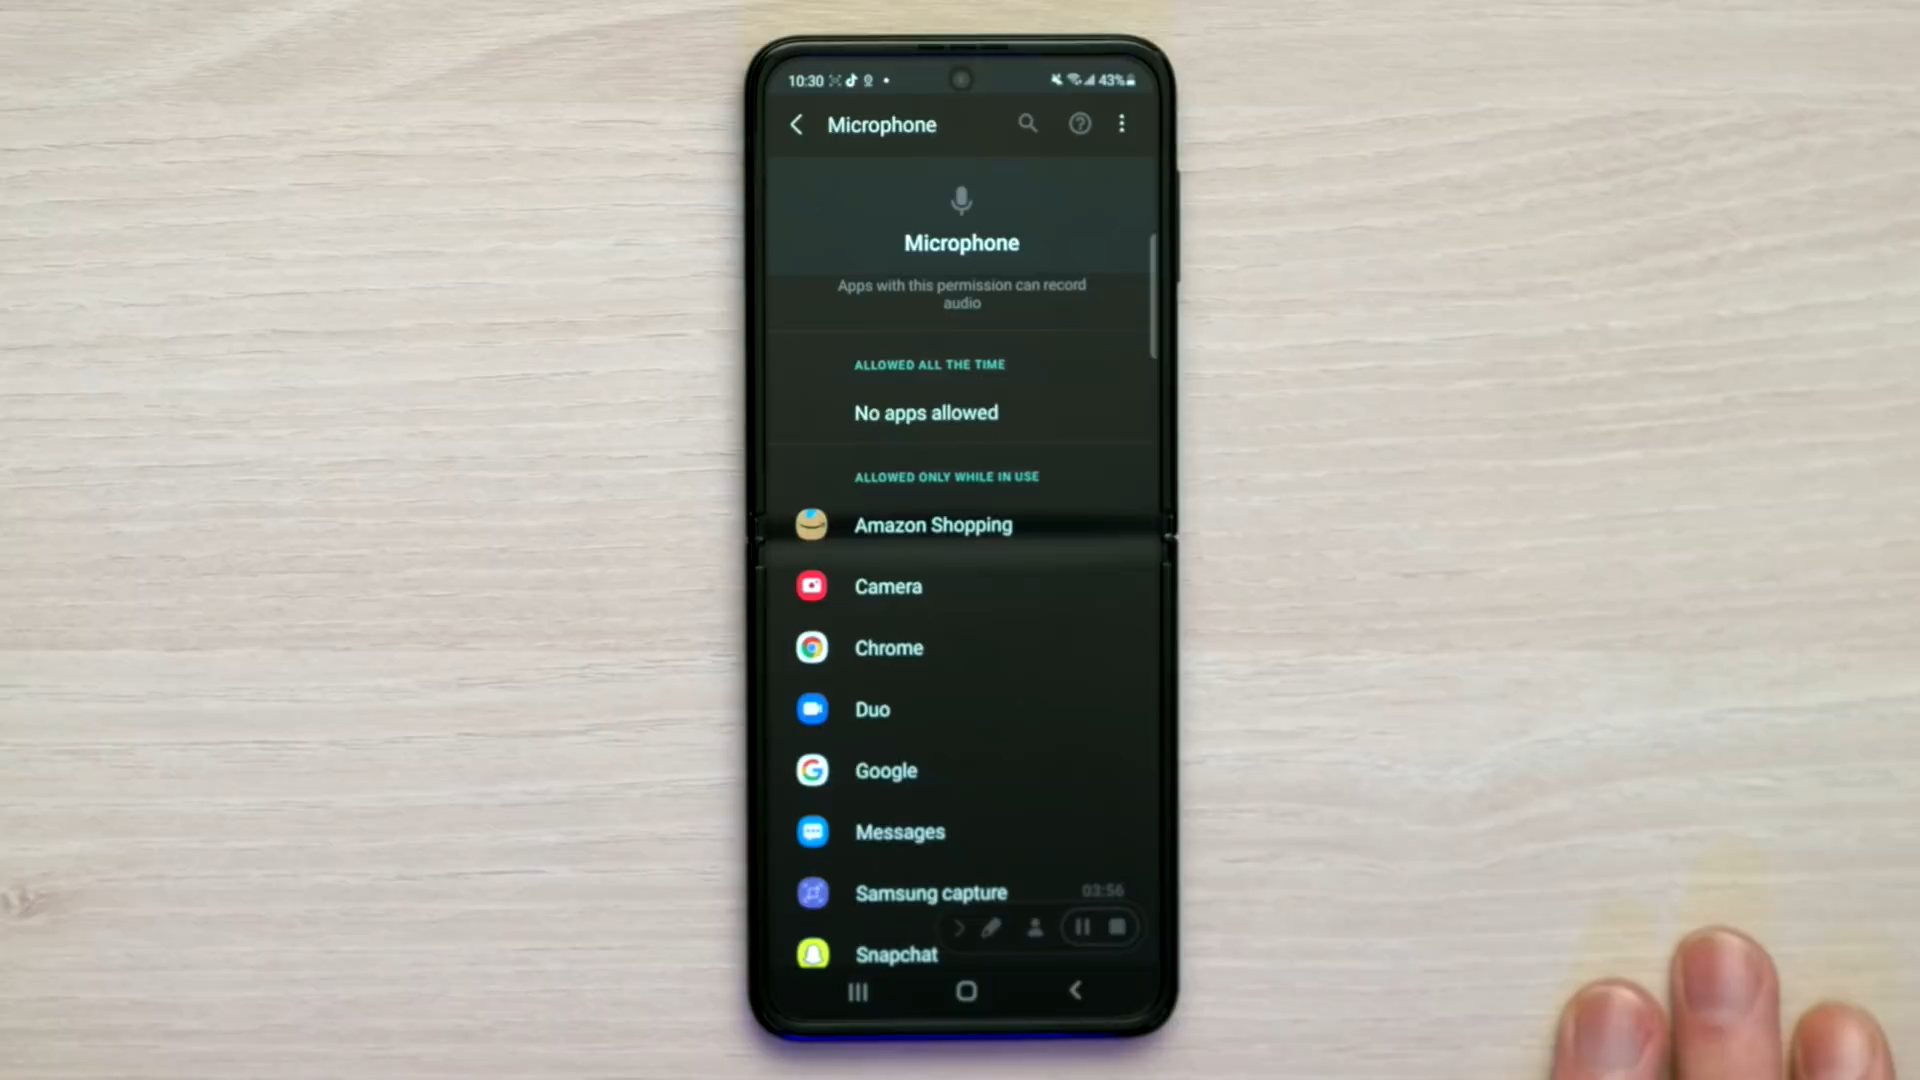 10:30 43%
Microphone
Microphone
Apps with this permission can record
audio
ALLOWED ALL THE TIME
No apps allowed
ALLOWED ONLY WHILE IN USE
Amazon Shopping
Camera
Chrome
Duo
Google
Messages
Samsung capture
03:56
Snapchat